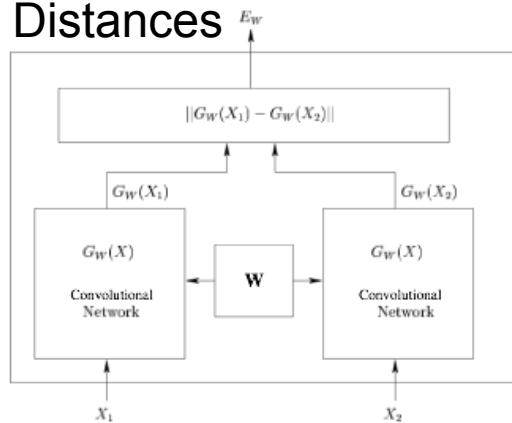 Distances
E_W
||G_W(X_1) − G_W(X_2)||
G_W(X_1)
G_W(X_2)
G_W(X)
Convolutional
Network
W
G_W(X)
Convolutional
Network
X_1
X_2